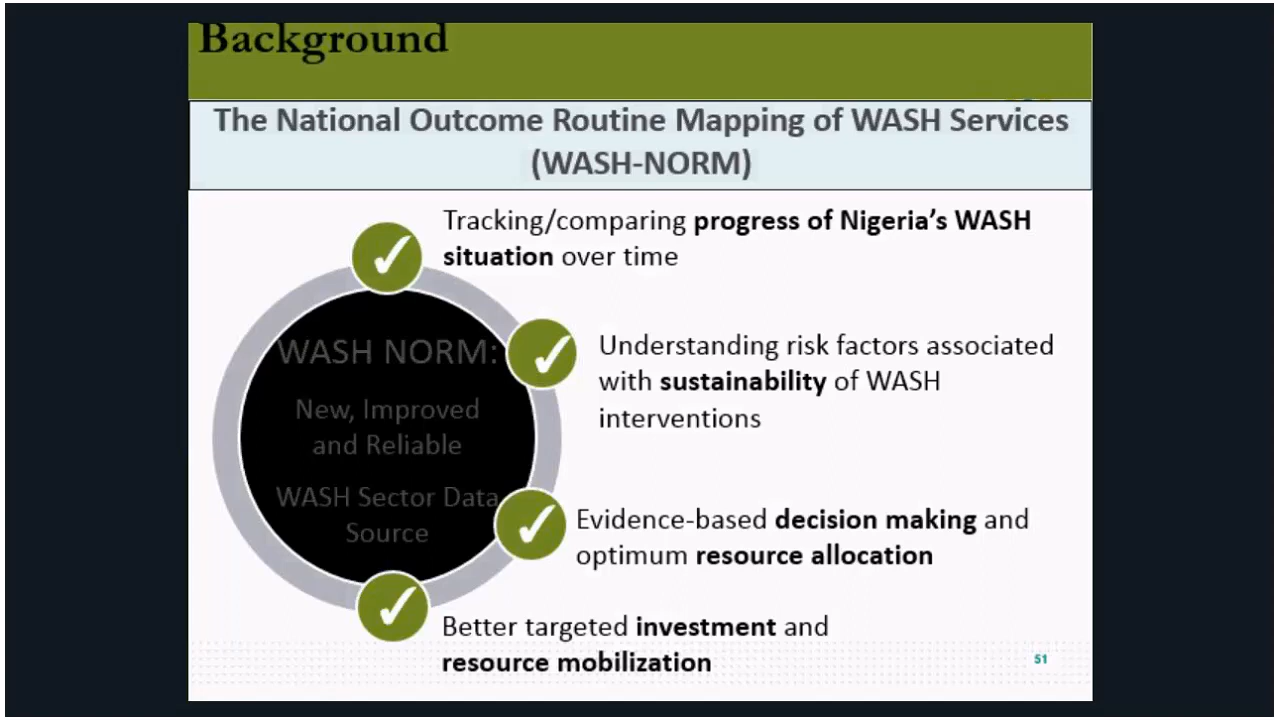 Background
The National Outcome Routine Mapping of WASH Services
(WASH-NORM)
Tracking/comparing progress of Nigeria’s WASH
situation over time
WASH NORM:
New, Improved
and Reliable
WASH Sector Data
Source
Understanding risk factors associated
with sustainability of WASH
interventions
Evidence-based decision making and
optimum resource allocation
Better targeted investment and
resource mobilization
51